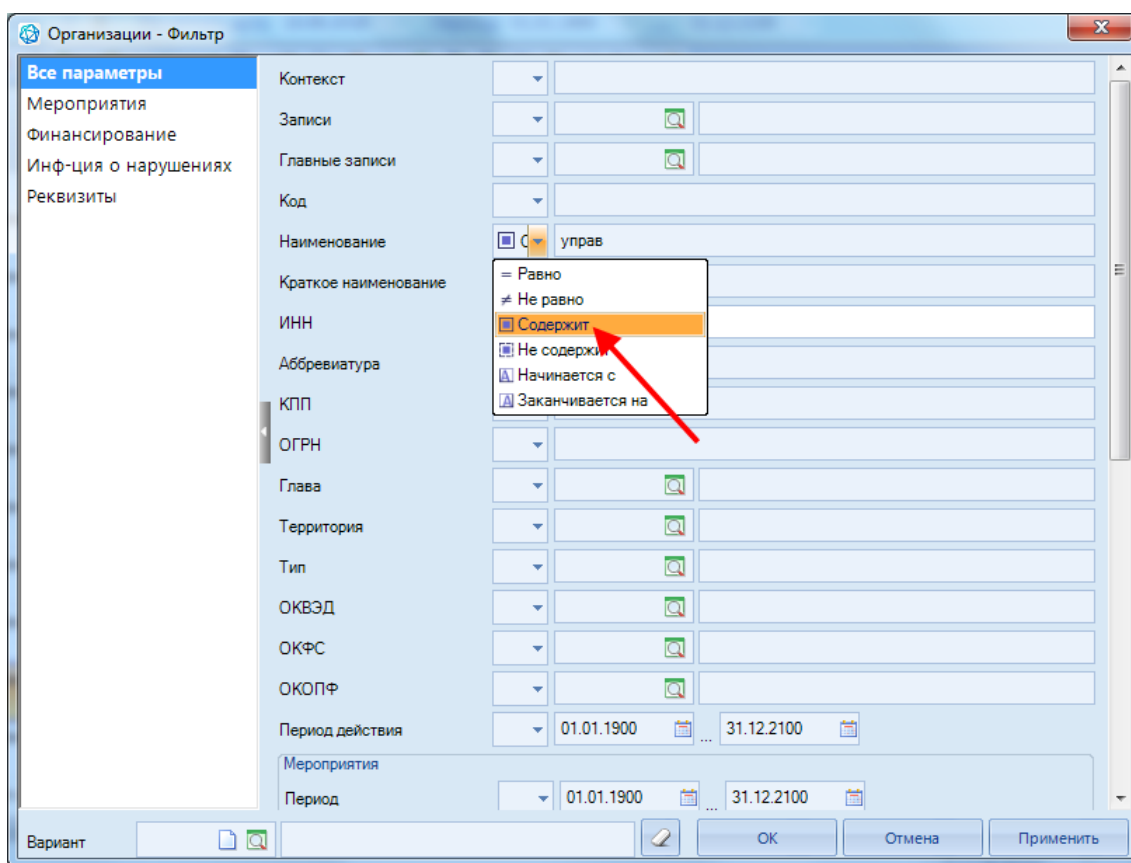 Организации - Фильтр
Все параметры
Мероприятия
Финансирование
Инф-ция о нарушениях
Реквизиты
Контекст
Записи
Главные записи
Код
Наименование управ
Краткое наименование
= Равно
≠ Не равно
ИНН
Содержит
Не содержит
Аббревиатура
Начинается с
Заканчивается на
КПП
ОГРН
Глава
Территория
Тип
ОКВЭД
ОКФС
ОКОПФ
Период действия 01.01.1900 ... 31.12.2100
Мероприятия
Период 01.01.1900 ... 31.12.2100
Вариант ОК Отмена Применить